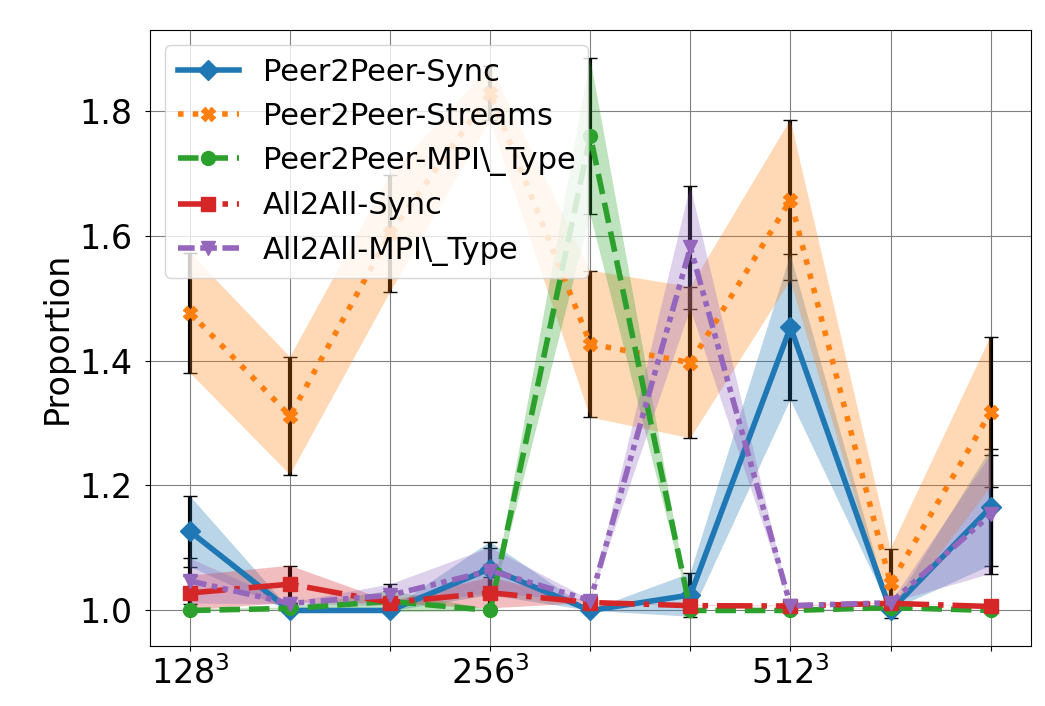 Peer2Peer-Sync
Peer2Peer-Streams
Peer2Peer-MPI\_Type
All2All-Sync
All2All-MPI\_Type
Proportion
1.8
1.6
1.4
1.2
1.0
128³ 256³ 512³